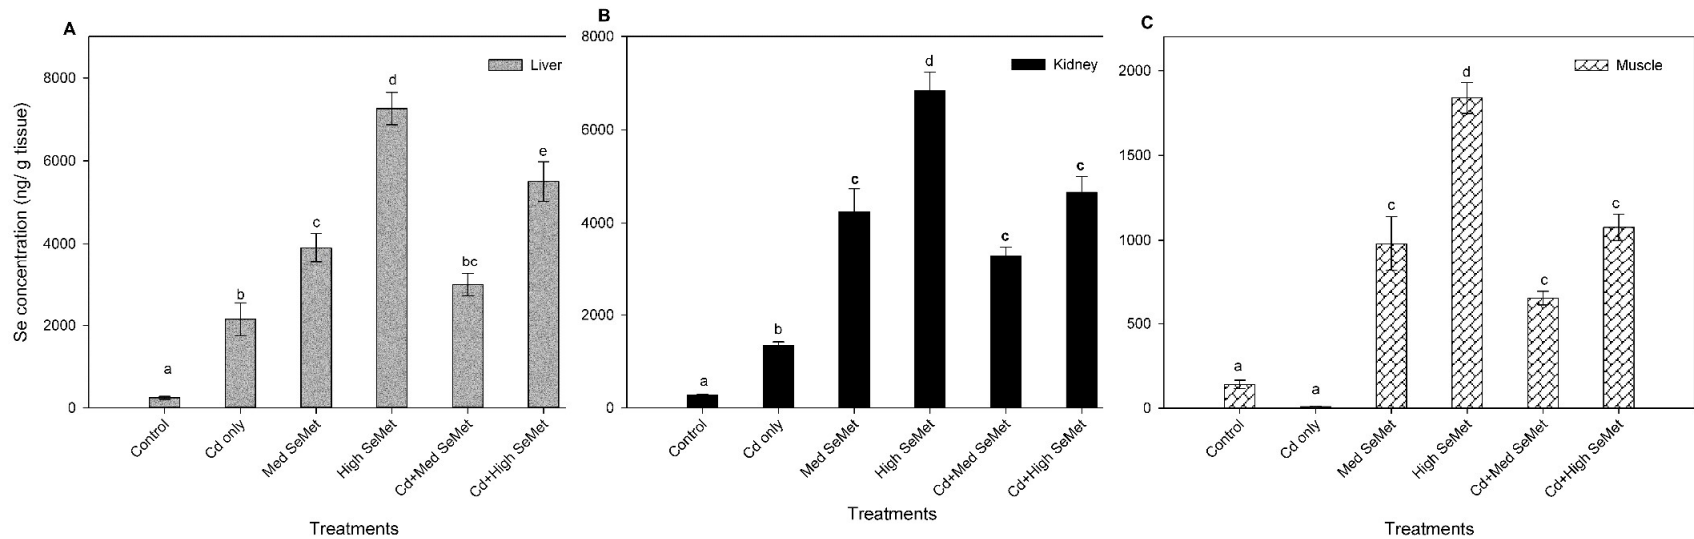 A
Liver
Se concentration (ng/ g tissue)
8000
6000
4000
2000
0
a
b
c
d
bc
e
Control
Cd only
Med SeMet
High SeMet
Cd+Med SeMet
Cd+High SeMet
Treatments
B
Kidney
8000
6000
4000
2000
0
a
b
c
d
c
c
Control
Cd only
Med SeMet
High SeMet
Cd+Med SeMet
Cd+High SeMet
Treatments
C
Muscle
2000
1500
1000
500
0
a
a
c
d
c
c
Control
Cd only
Med SeMet
High SeMet
Cd+Med SeMet
Cd+High SeMet
Treatments